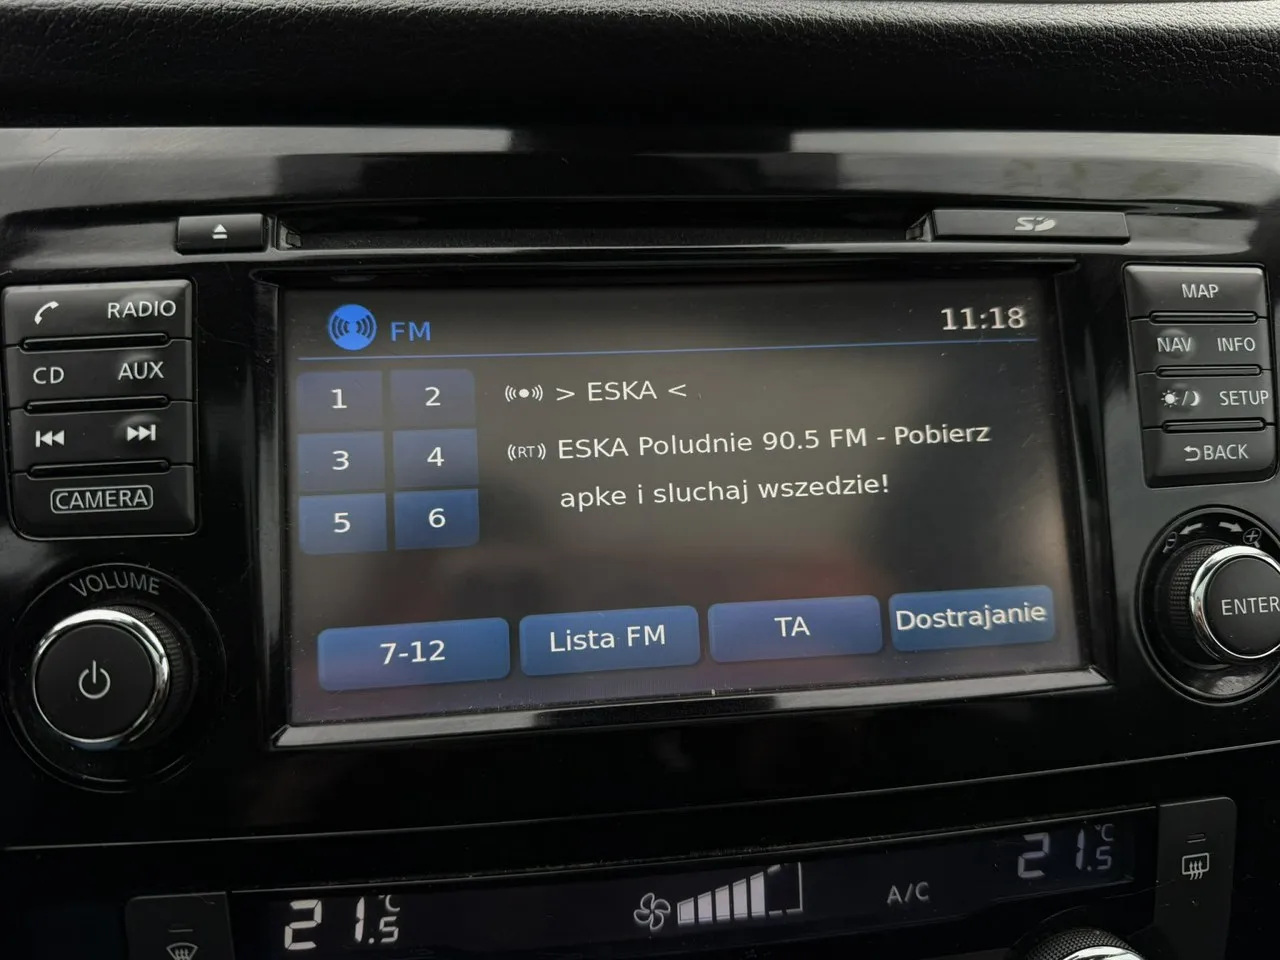 SD
RADIO
CD AUX
CAMERA
VOLUME
FM
11:18
1 2
3 4
5 6
> ESKA <
(RT) ESKA Poludnie 90.5 FM - Pobierz
apke i sluchaj wszedzie!
7-12 Lista FM TA Dostrajanie
MAP
NAV INFO
SETUP
BACK
ENTER
21.5 °C
A/C
21.5 °C